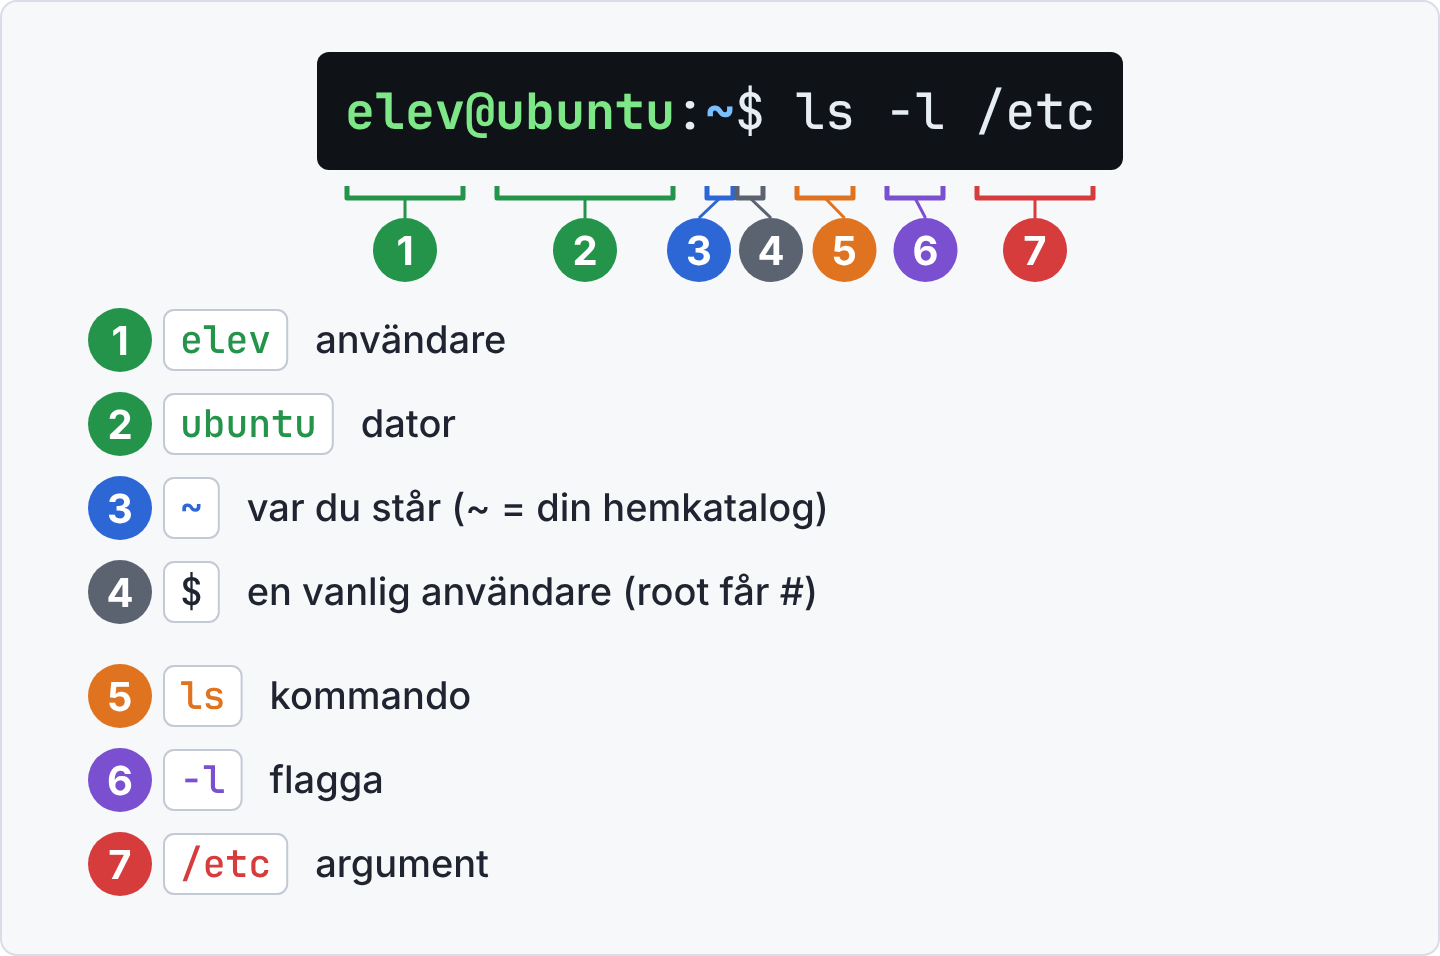 elev@ubuntu:~$ ls -l /etc
1 2 3 4 5 6 7
1 elev användare
2 ubuntu dator
3 ~ var du står (~ = din hemkatalog)
4 $ en vanlig användare (root får #)
5 ls kommando
6 -l flagga
7 /etc argument